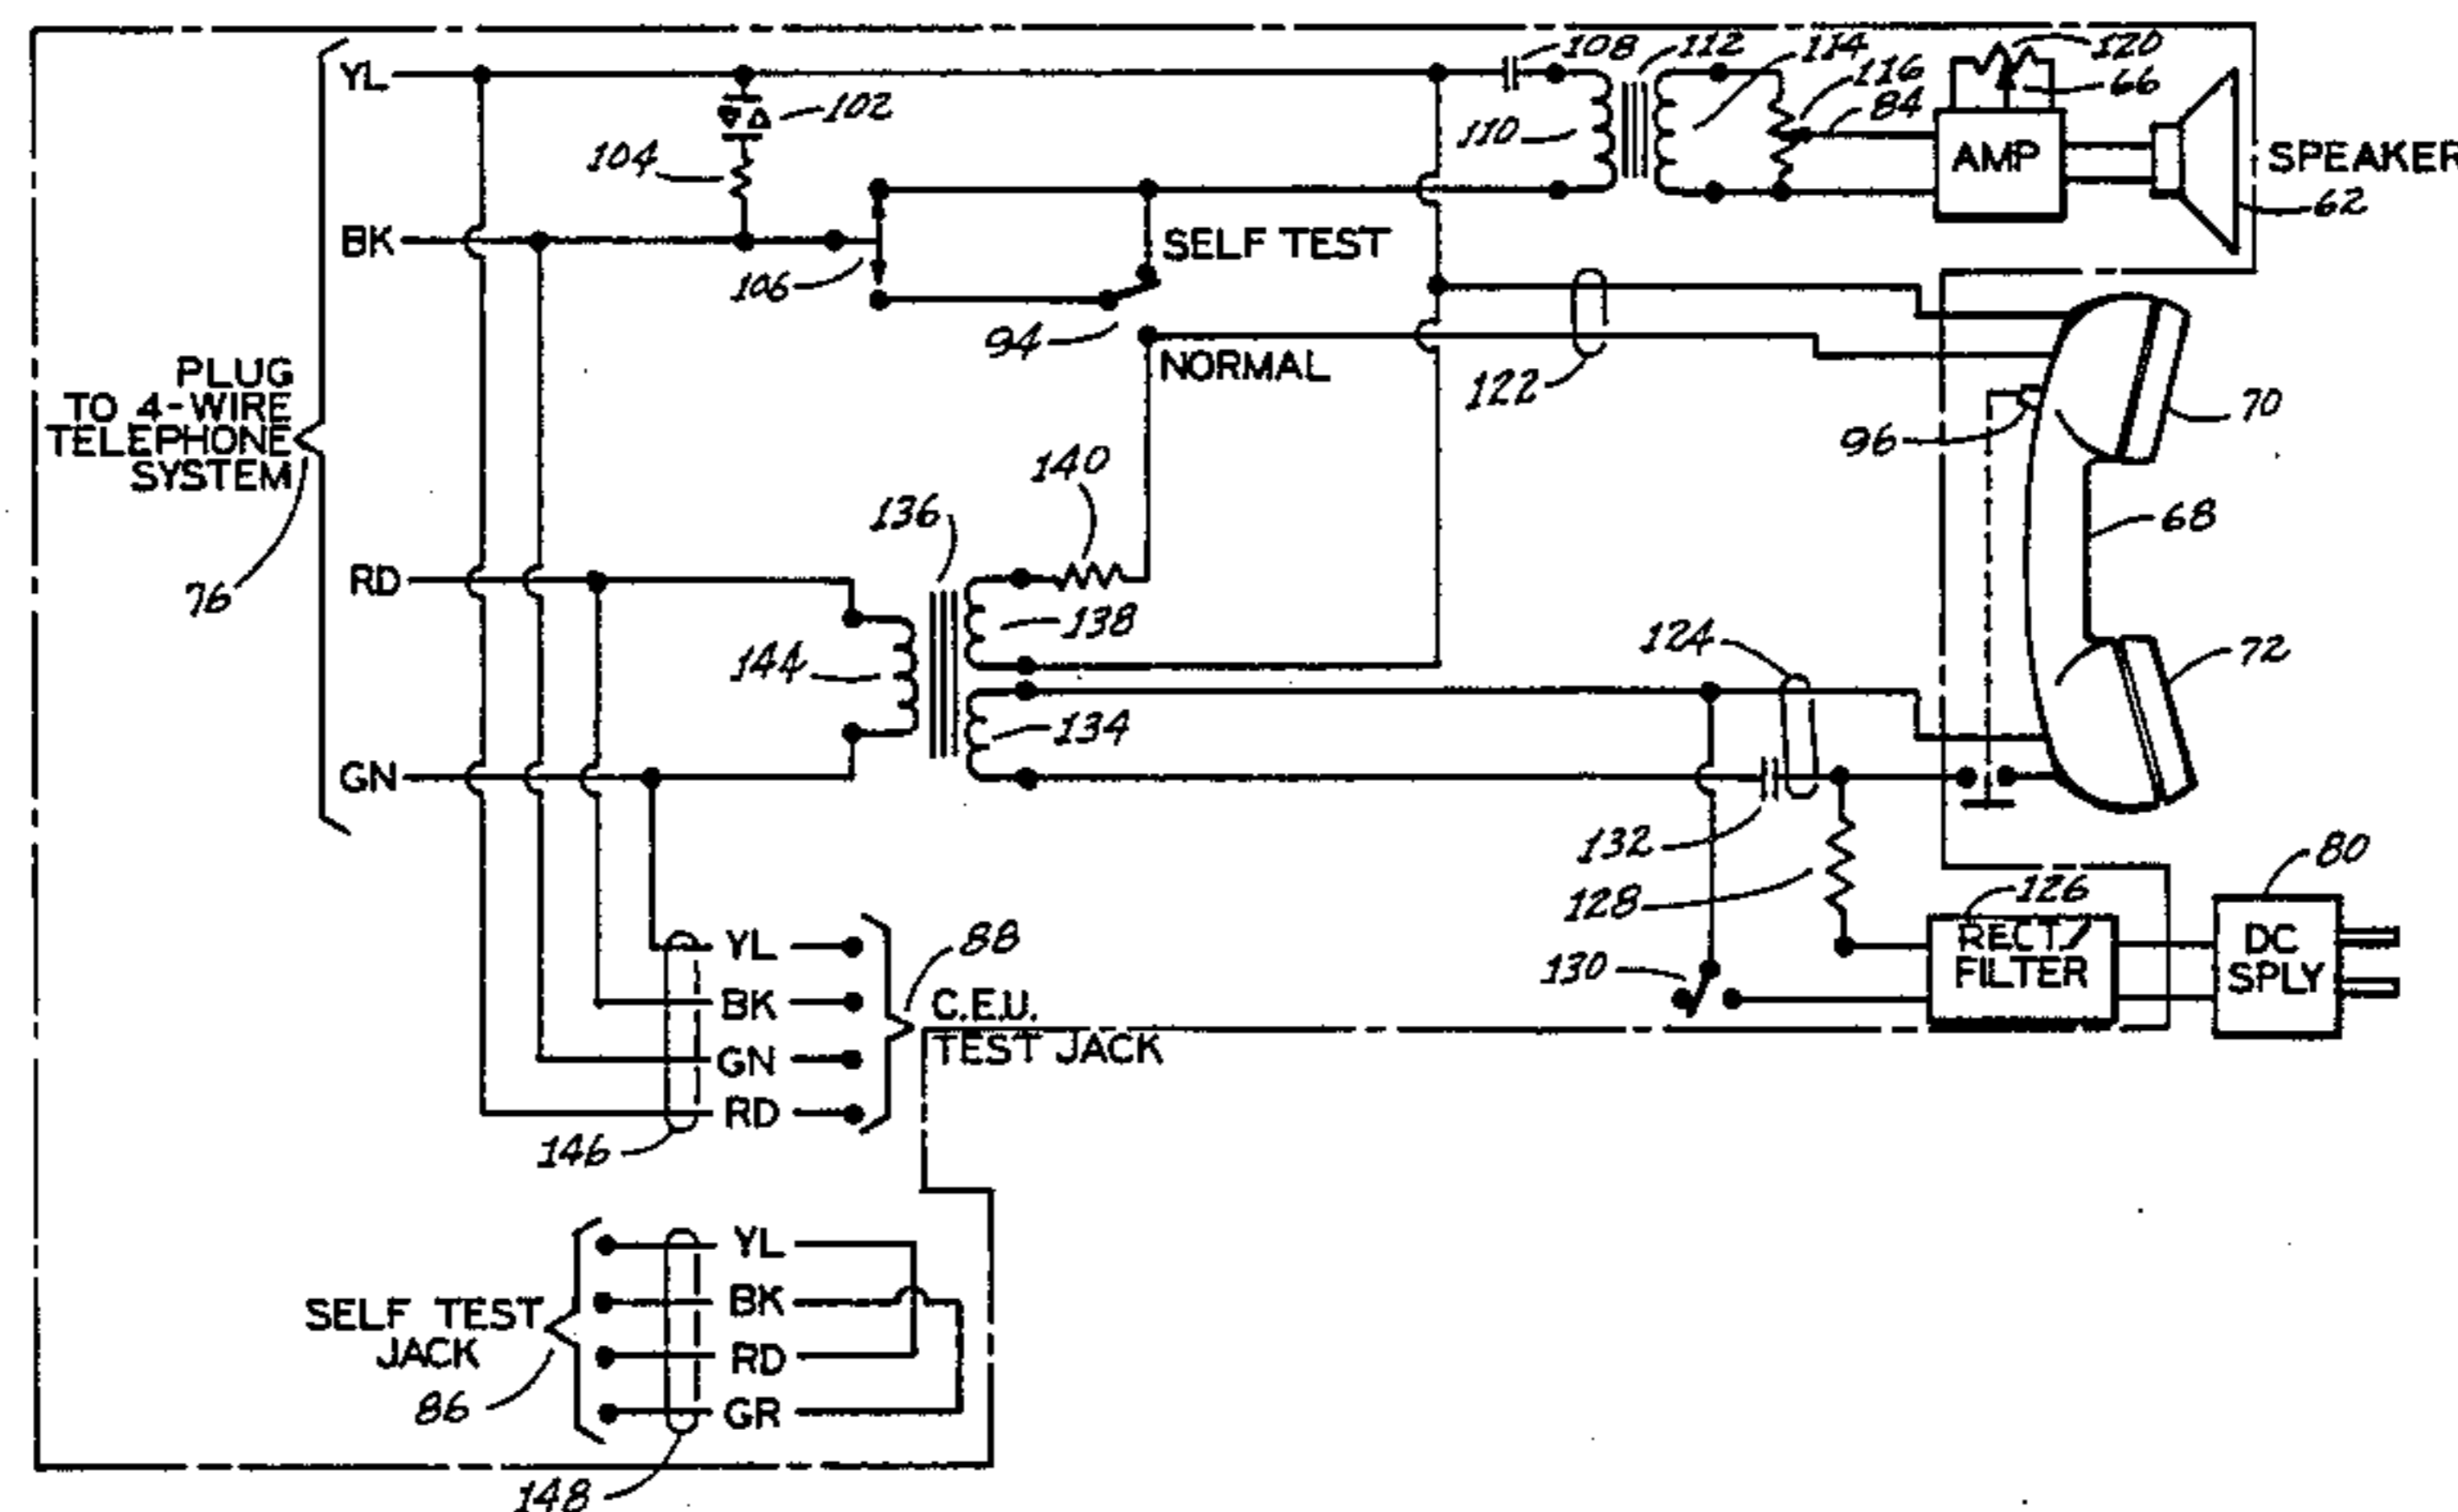 108
112
114
120
YL
116
66
84
102
110
AMP
SPEAKER
104
62
BK
SELF TEST
106
94
NORMAL
122
PLUG
TO 4-WIRE
TELEPHONE
SYSTEM
70
96
140
136
68
76
RD
138
124
144
72
134
GN
132
80
128
126
YL
88
RECT/
FILTER
DC
SPLY
130
BK
C.E.U.
TEST JACK
GN
RD
146
YL
BK
SELF TEST
JACK
RD
86
GR
148